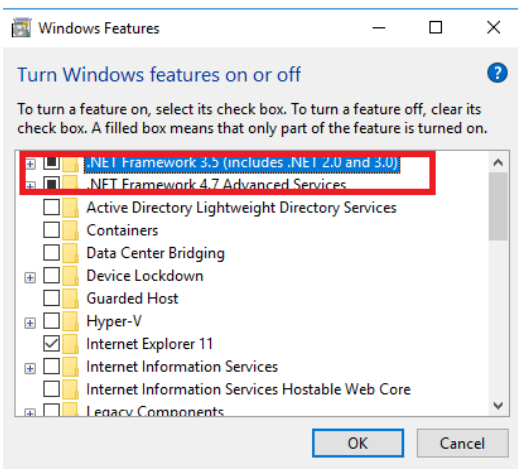 Windows Features
Turn Windows features on or off
To turn a feature on, select its check box. To turn a feature off, clear its
check box. A filled box means that only part of the feature is turned on.
.NET Framework 3.5 (includes .NET 2.0 and 3.0)
.NET Framework 4.7 Advanced Services
Active Directory Lightweight Directory Services
Containers
Data Center Bridging
Device Lockdown
Guarded Host
Hyper-V
Internet Explorer 11
Internet Information Services
Internet Information Services Hostable Web Core
Legacy Components
OK Cancel